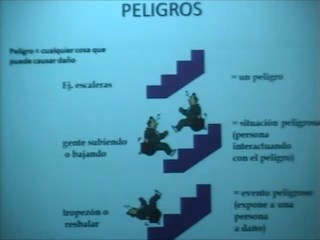 PELIGROS
Peligro = cualquier cosa que
puede causar daño
Ej. escaleras
= un peligro
gente subiendo
o bajando
= situación peligrosa
(persona
interactuando
con el peligro)
tropezón o
resbalar
= evento peligroso
(expone a una
persona
a daño)